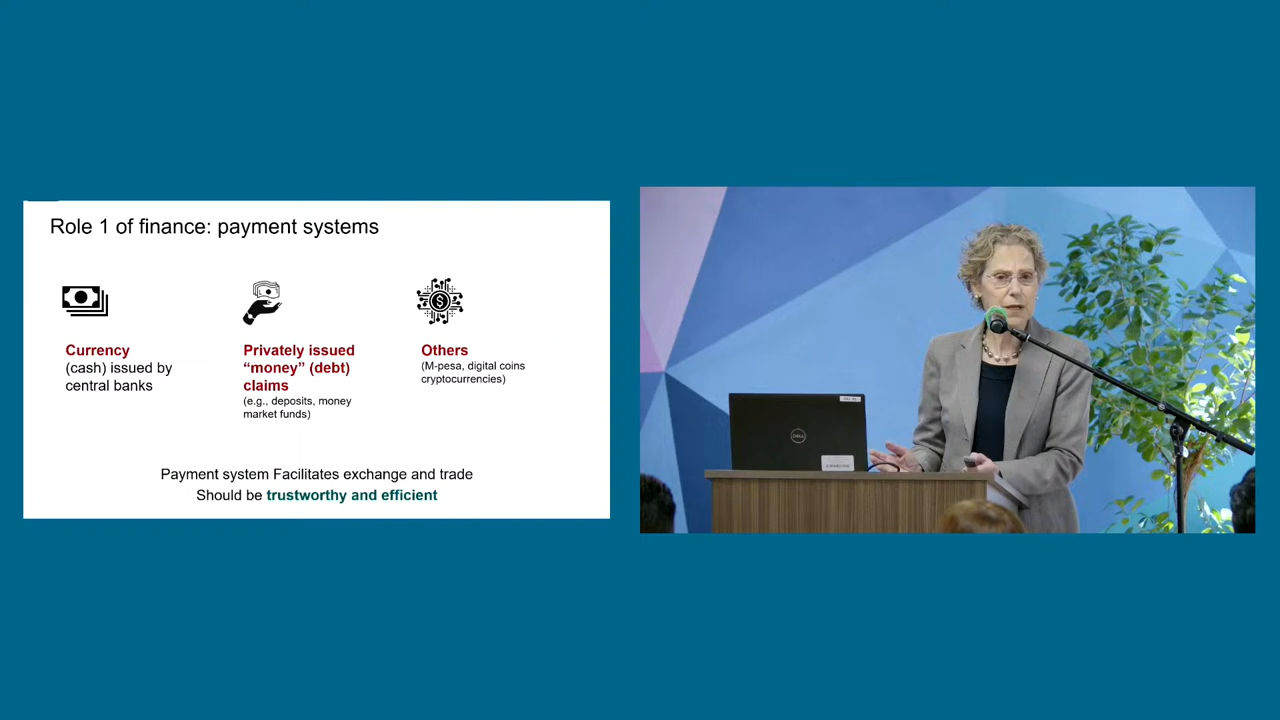 Role 1 of finance: payment systems
Currency
(cash) issued by
central banks
Privately issued
“money” (debt)
claims
(e.g., deposits, money
market funds)
Others
(M-pesa, digital coins
cryptocurrencies)
Payment system Facilitates exchange and trade
Should be trustworthy and efficient
DELL